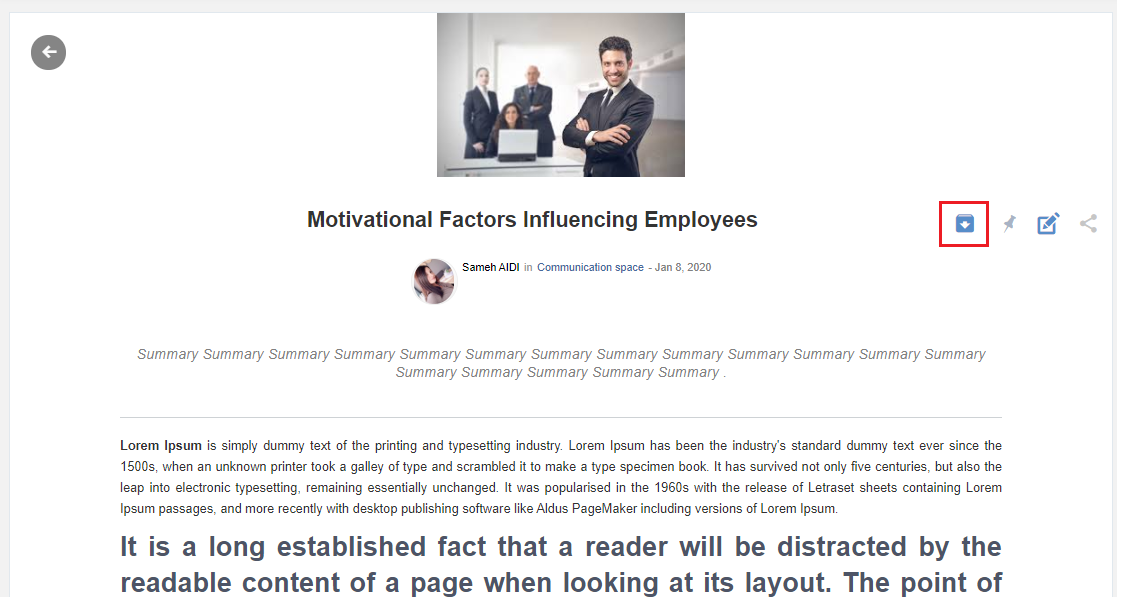 Motivational Factors Influencing Employees
Sameh AIDI in Communication space - Jan 8, 2020
Summary Summary Summary Summary Summary Summary Summary Summary Summary Summary Summary Summary Summary
Summary Summary Summary Summary Summary .
Lorem Ipsum is simply dummy text of the printing and typesetting industry. Lorem Ipsum has been the industry's standard dummy text ever since the
1500s, when an unknown printer took a galley of type and scrambled it to make a type specimen book. It has survived not only five centuries, but also the
leap into electronic typesetting, remaining essentially unchanged. It was popularised in the 1960s with the release of Letraset sheets containing Lorem
Ipsum passages, and more recently with desktop publishing software like Aldus PageMaker including versions of Lorem Ipsum.
It is a long established fact that a reader will be distracted by the
readable content of a page when looking at its layout. The point of